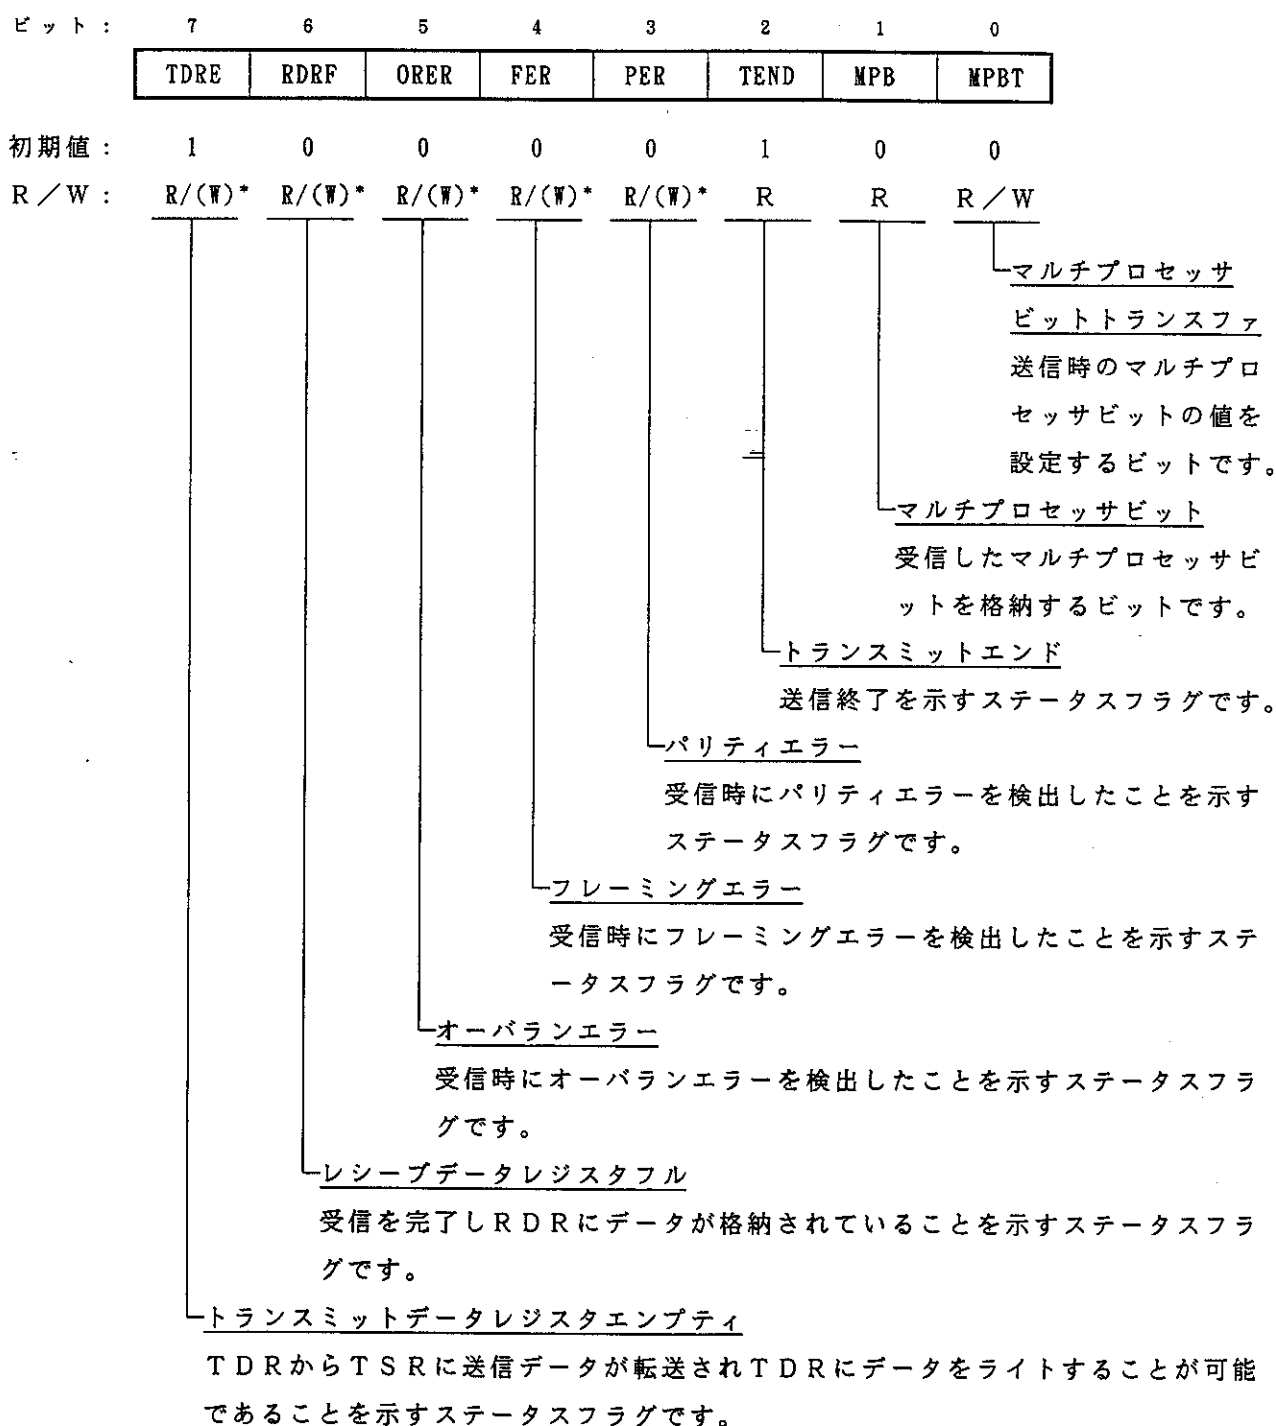 ビット： 7 6 5 4 3 2 1 0
TDRE RDRF ORER FER PER TEND MPB MPBT
初期値： 1 0 0 0 0 1 0 0
R／W： R/(W)* R/(W)* R/(W)* R/(W)* R/(W)* R R R／W
マルチプロセッサ
ビットトランスファ
送信時のマルチプロ
セッサビットの値を
設定するビットです。
マルチプロセッサビット
受信したマルチプロセッサビ
ットを格納するビットです。
トランスミットエンド
送信終了を示すステータスフラグです。
パリティエラー
受信時にパリティエラーを検出したことを示す
ステータスフラグです。
フレーミングエラー
受信時にフレーミングエラーを検出したことを示すステ
ータスフラグです。
オーバランエラー
受信時にオーバランエラーを検出したことを示すステータスフラ
グです。
レシーブデータレジスタフル
受信を完了しRDRにデータが格納されていることを示すステータスフラ
グです。
トランスミットデータレジスタエンプティ
TDRからTSRに送信データが転送されTDRにデータをライトすることが可能
であることを示すステータスフラグです。